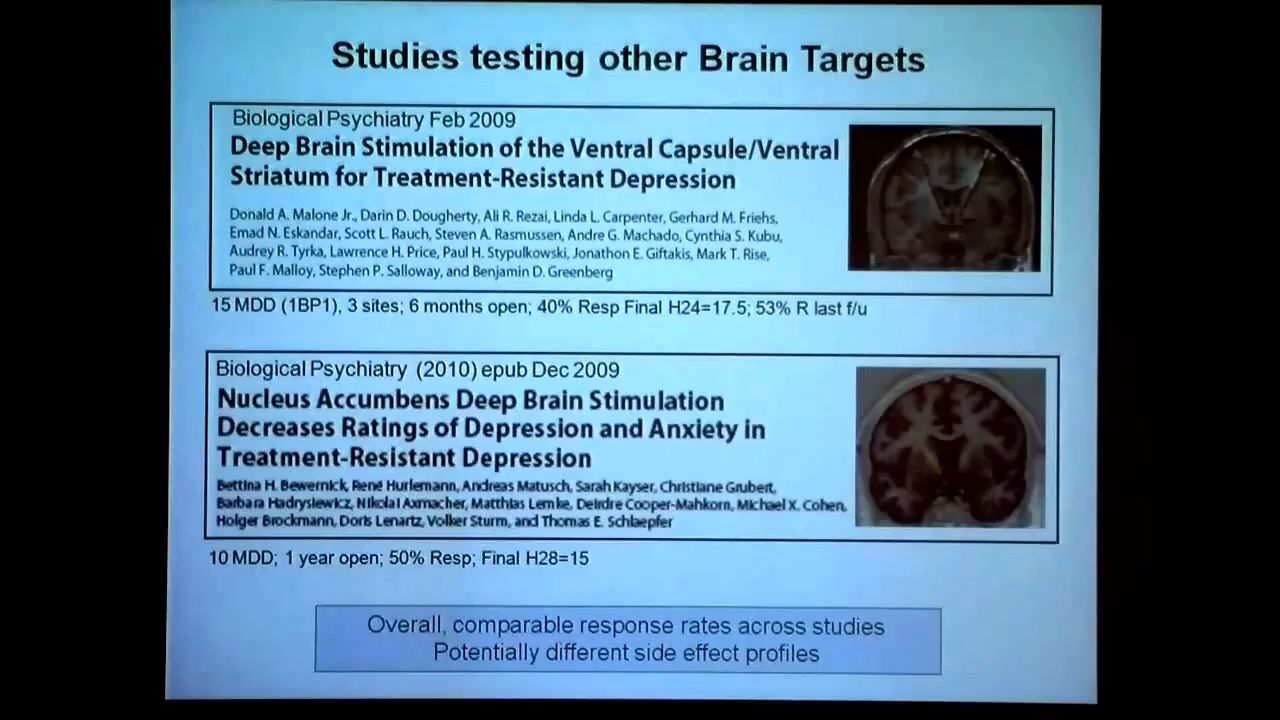 Studies testing other Brain Targets
Biological Psychiatry Feb 2009
Deep Brain Stimulation of the Ventral Capsule/Ventral
Striatum for Treatment-Resistant Depression
Donald A. Malone Jr., Darin D. Dougherty, Ali R. Rezai, Linda L. Carpenter, Gerhard M. Friehs,
Emad N. Eskandar, Scott L. Rauch, Steven A. Rasmussen, Andre G. Machado, Cynthia S. Kubu,
Audrey R. Tyrka, Lawrence H. Price, Paul H. Stypulkowski, Jonathon E. Giftakis, Mark T. Rise,
Paul F. Malloy, Stephen P. Salloway, and Benjamin D. Greenberg
15 MDD (1BP1), 3 sites; 6 months open; 40% Resp Final H24=17.5; 53% R last f/u
Biological Psychiatry (2010) epub Dec 2009
Nucleus Accumbens Deep Brain Stimulation
Decreases Ratings of Depression and Anxiety in
Treatment-Resistant Depression
Bettina H. Bewernick, René Hurlemann, Andreas Matusch, Sarah Kayser, Christiane Grubert,
Barbara Hadrysiewicz, Nikolai Axmacher, Matthias Lemke, Deirdre Cooper-Mahkorn, Michael X. Cohen,
Holger Brockmann, Doris Lenartz, Volker Sturm, and Thomas E. Schlaepfer
10 MDD; 1 year open; 50% Resp; Final H28=15
Overall, comparable response rates across studies
Potentially different side effect profiles